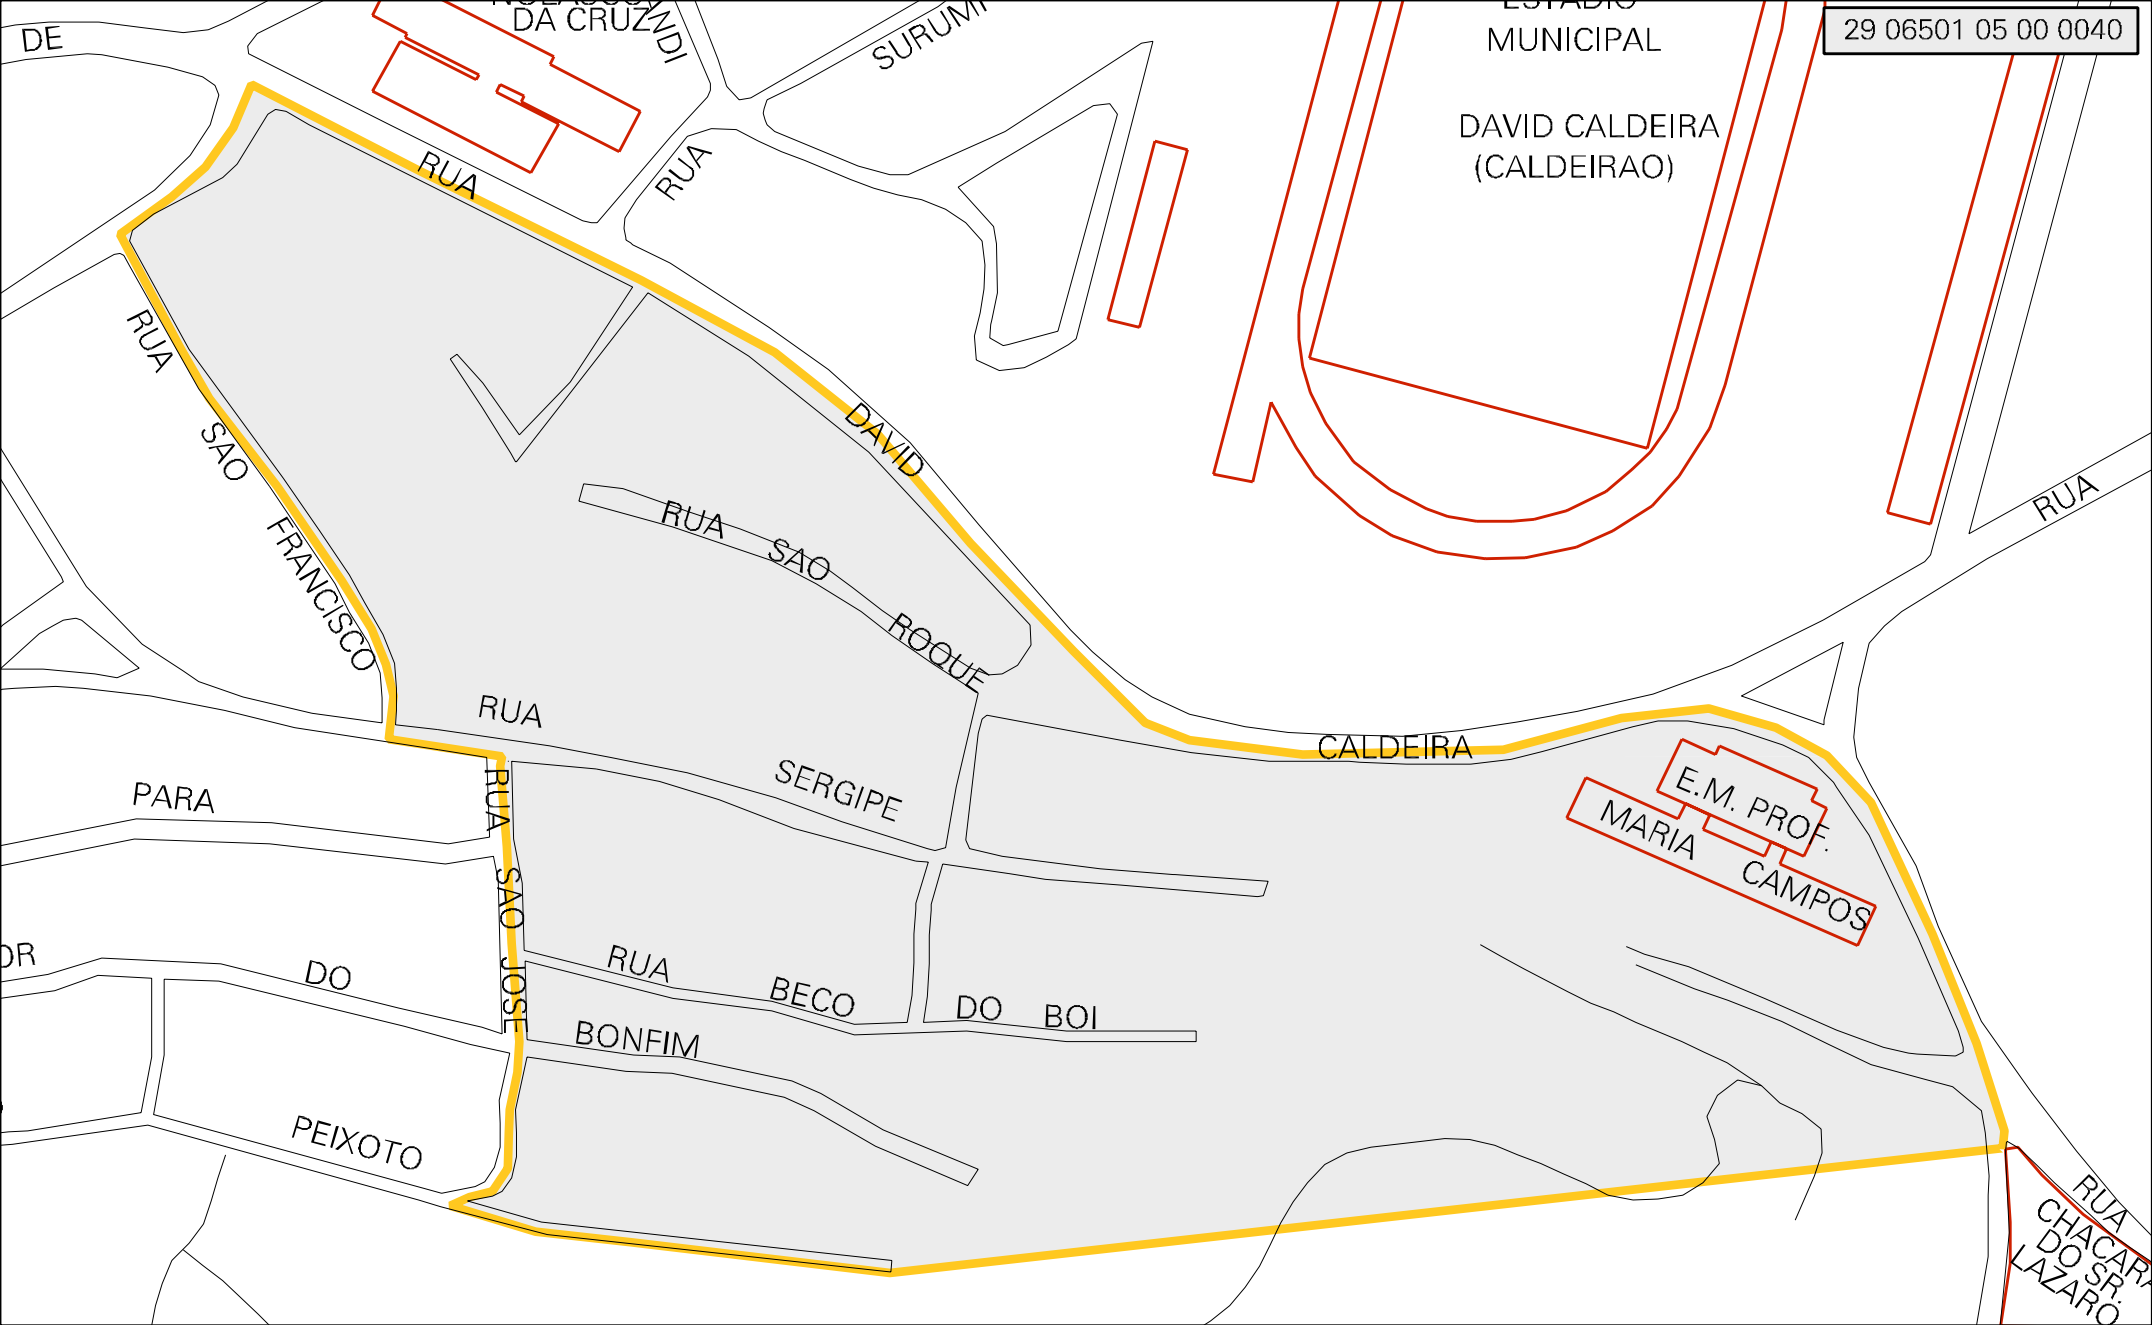 DA CRUZ
ESTADIO
MUNICIPAL
29 06501 05 00 0040
DE
DAVID CALDEIRA
(CALDEIRAO)
RUA
RUA
RUA
SAO
FRANCISCO
DAVID
CALDEIRA
RUA
RUA
SAO
ROQUE
RUA
SERGIPE
PARA
RUA
SAO
JOSE
E.M. PROF.
MARIA
CAMPOS
DO
RUA
BECO
DO
BOI
BONFIM
PEIXOTO
RUA
CHACARA
DO SR.
LAZARO